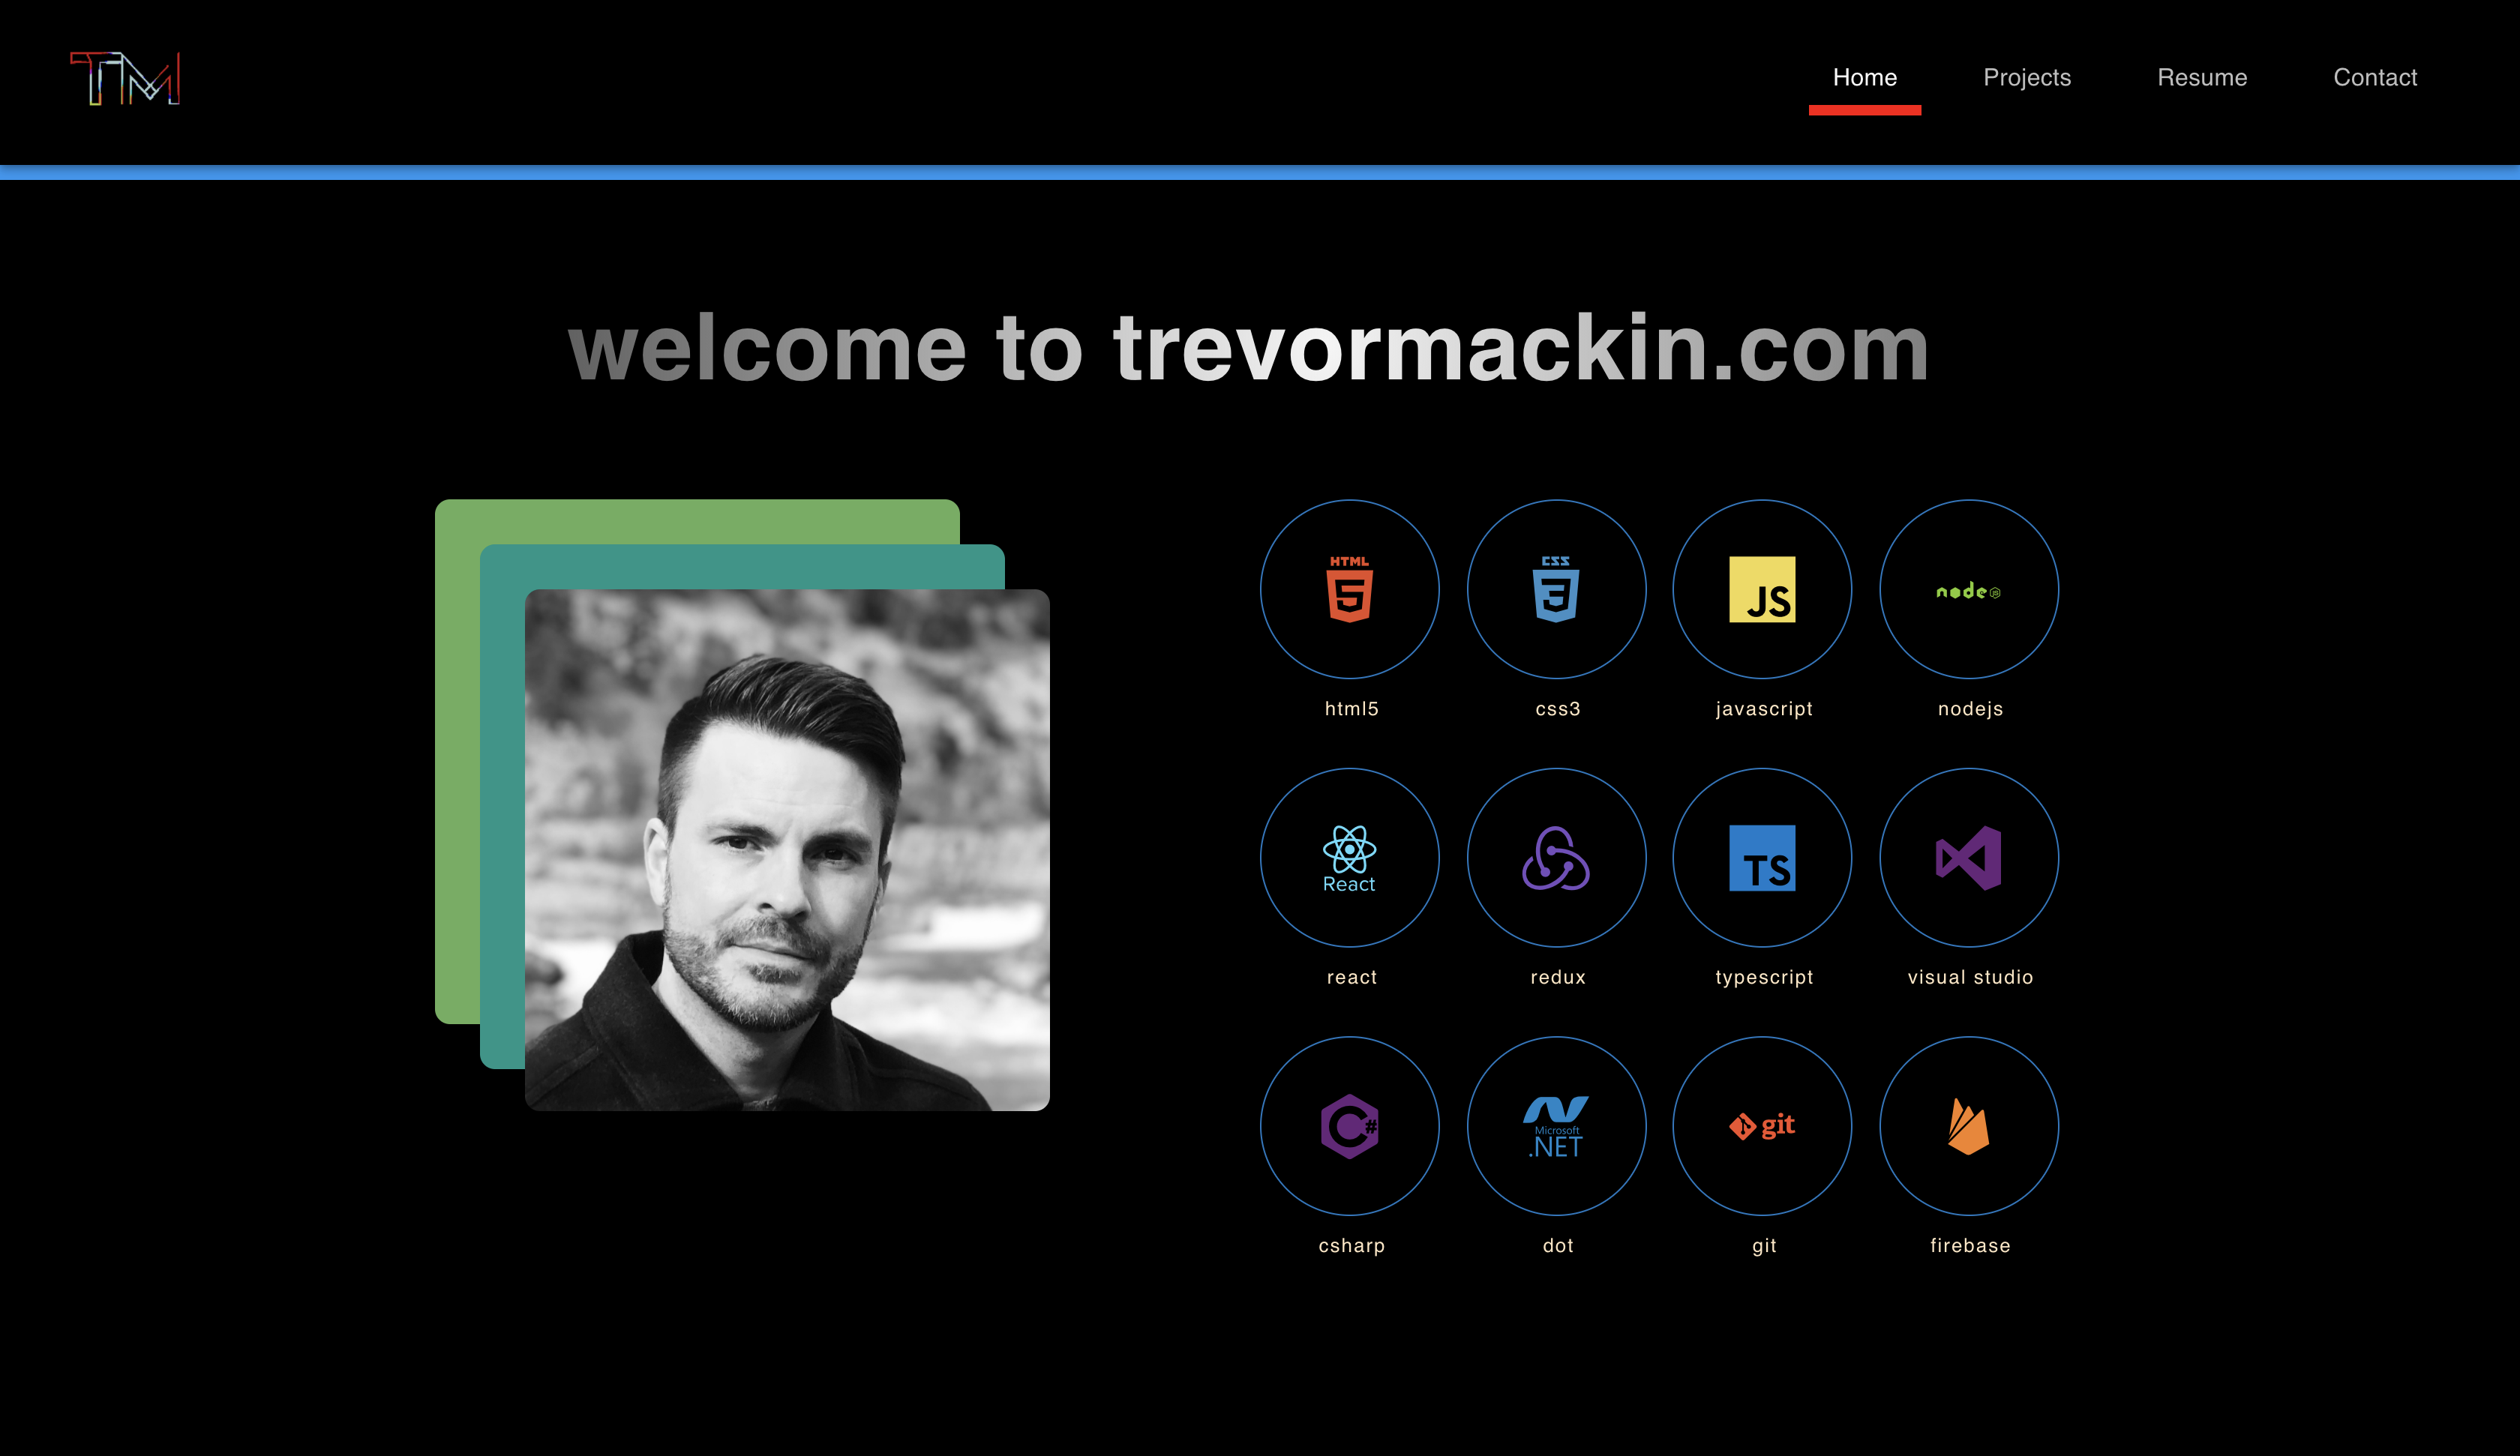 TM
Home Projects Resume Contact
welcome to trevormackin.com
HTML 5
CSS 3
JS
node JS
html5 css3 javascript nodejs
React
TS
react redux typescript visual studio
C#
Microsoft
.NET
git
csharp dot git firebase